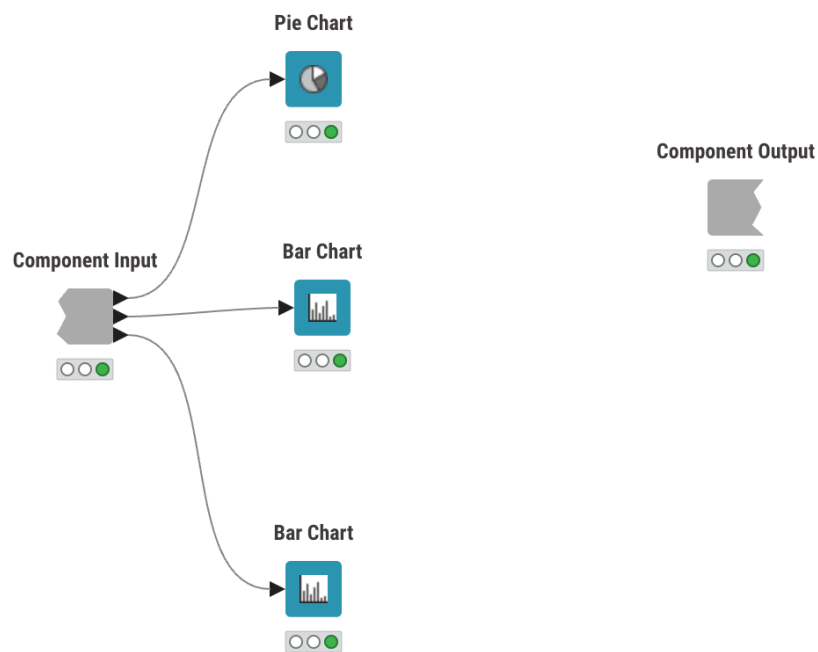 Pie Chart
Component Output
Bar Chart
Component Input
Bar Chart